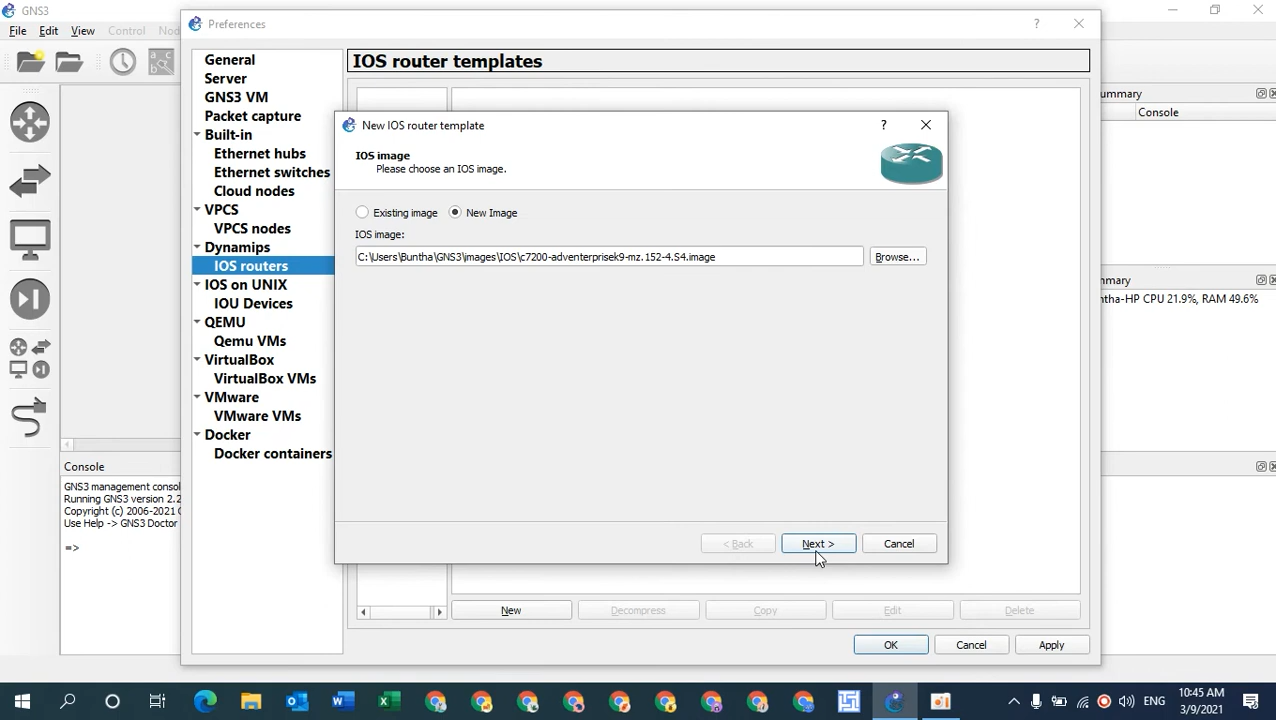 GNS3
File Edit View Control Nod
Preferences
?
General
Server
GNS3 VM
Packet capture
Built-in
Ethernet hubs
Ethernet switches
Cloud nodes
VPCS
VPCS nodes
Dynamips
IOS routers
IOS on UNIX
IOU Devices
QEMU
Qemu VMs
VirtualBox
VirtualBox VMs
VMware
VMware VMs
Docker
Docker containers
IOS router templates
New IOS router template
?
IOS image
Please choose an IOS image.
Existing image New Image
IOS image:
C:\Users\Buntha\GNS3\images\IOS\c7200-adventerprisek9-mz.152-4.S4.image
Browse...
< Back Next > Cancel
New Decompress Copy Edit Delete
OK Cancel Apply
ummary
Console
mmary
ntha-HP CPU 21.9%, RAM 49.6%
Console
GNS3 management consol
Running GNS3 version 2.2
Copyright (c) 2006-2021
Use Help -> GNS3 Doctor
=>
ENG
10:45 AM
3/9/2021